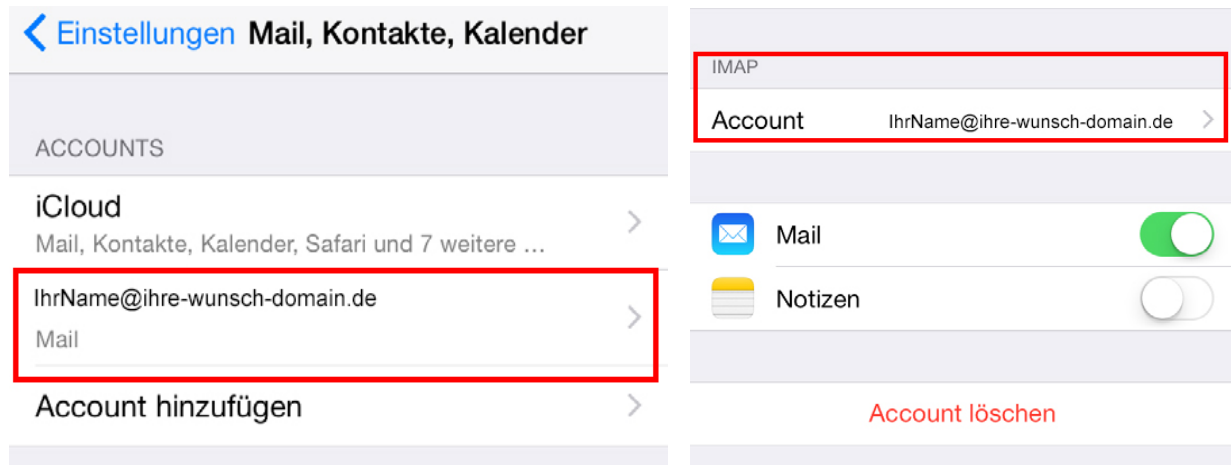 Einstellungen Mail, Kontakte, Kalender
ACCOUNTS
iCloud
Mail, Kontakte, Kalender, Safari und 7 weitere ...
IhrName@ihre-wunsch-domain.de
Mail
Account hinzufügen
IMAP
Account IhrName@ihre-wunsch-domain.de
Mail
Notizen
Account löschen